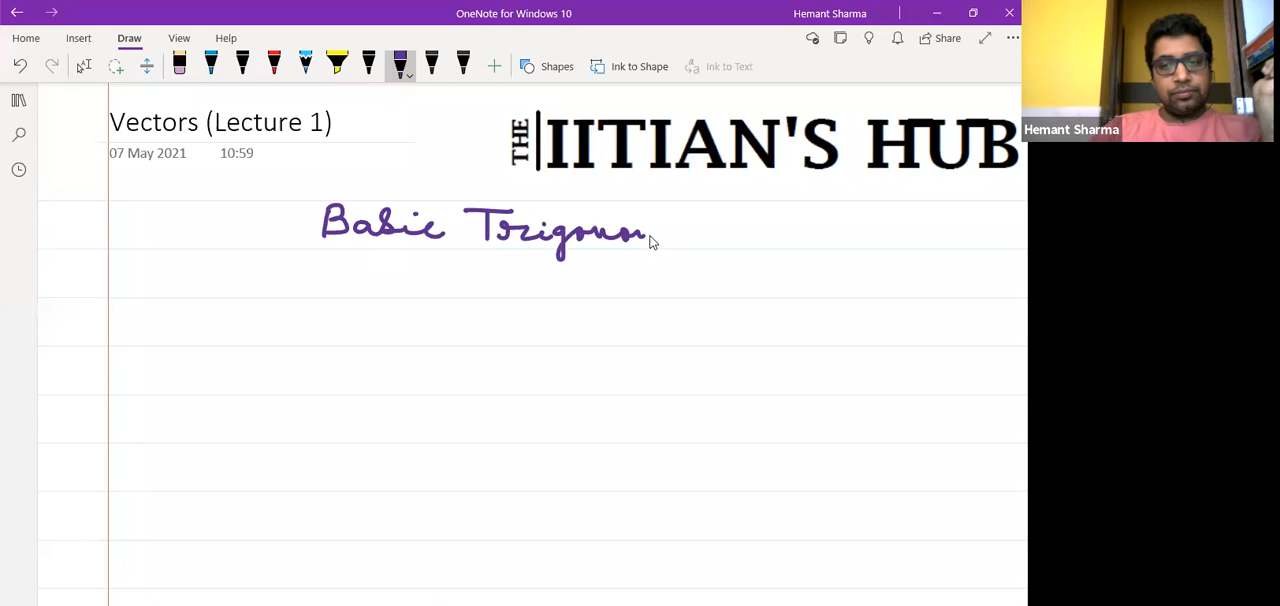 OneNote for Windows 10
Hemant Sharma
Home Insert Draw View Help
Share
Shapes Ink to Shape Ink to Text
Vectors (Lecture 1)
07 May 2021 10:59
THE IITIAN'S HUB
Hemant Sharma
Basic Trigonom